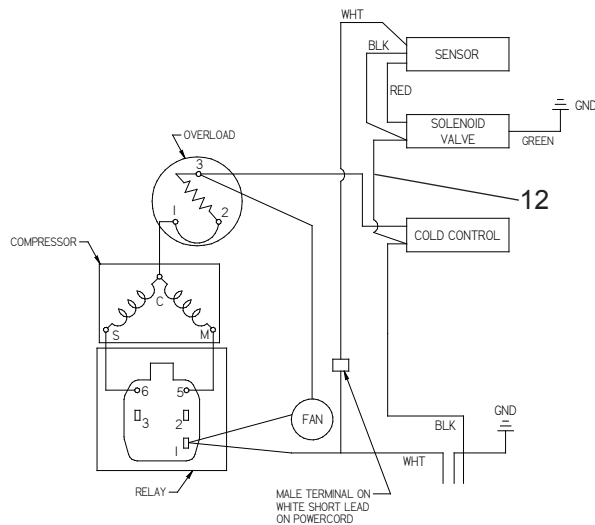 WHT
BLK
SENSOR
RED
GND
SOLENOID
VALVE
GREEN
OVERLOAD
3
1
2
12
COLD CONTROL
COMPRESSOR
C
S
M
6
5
3
2
1
FAN
GND
BLK
WHT
RELAY
MALE TERMINAL ON
WHITE SHORT LEAD
ON POWERCORD